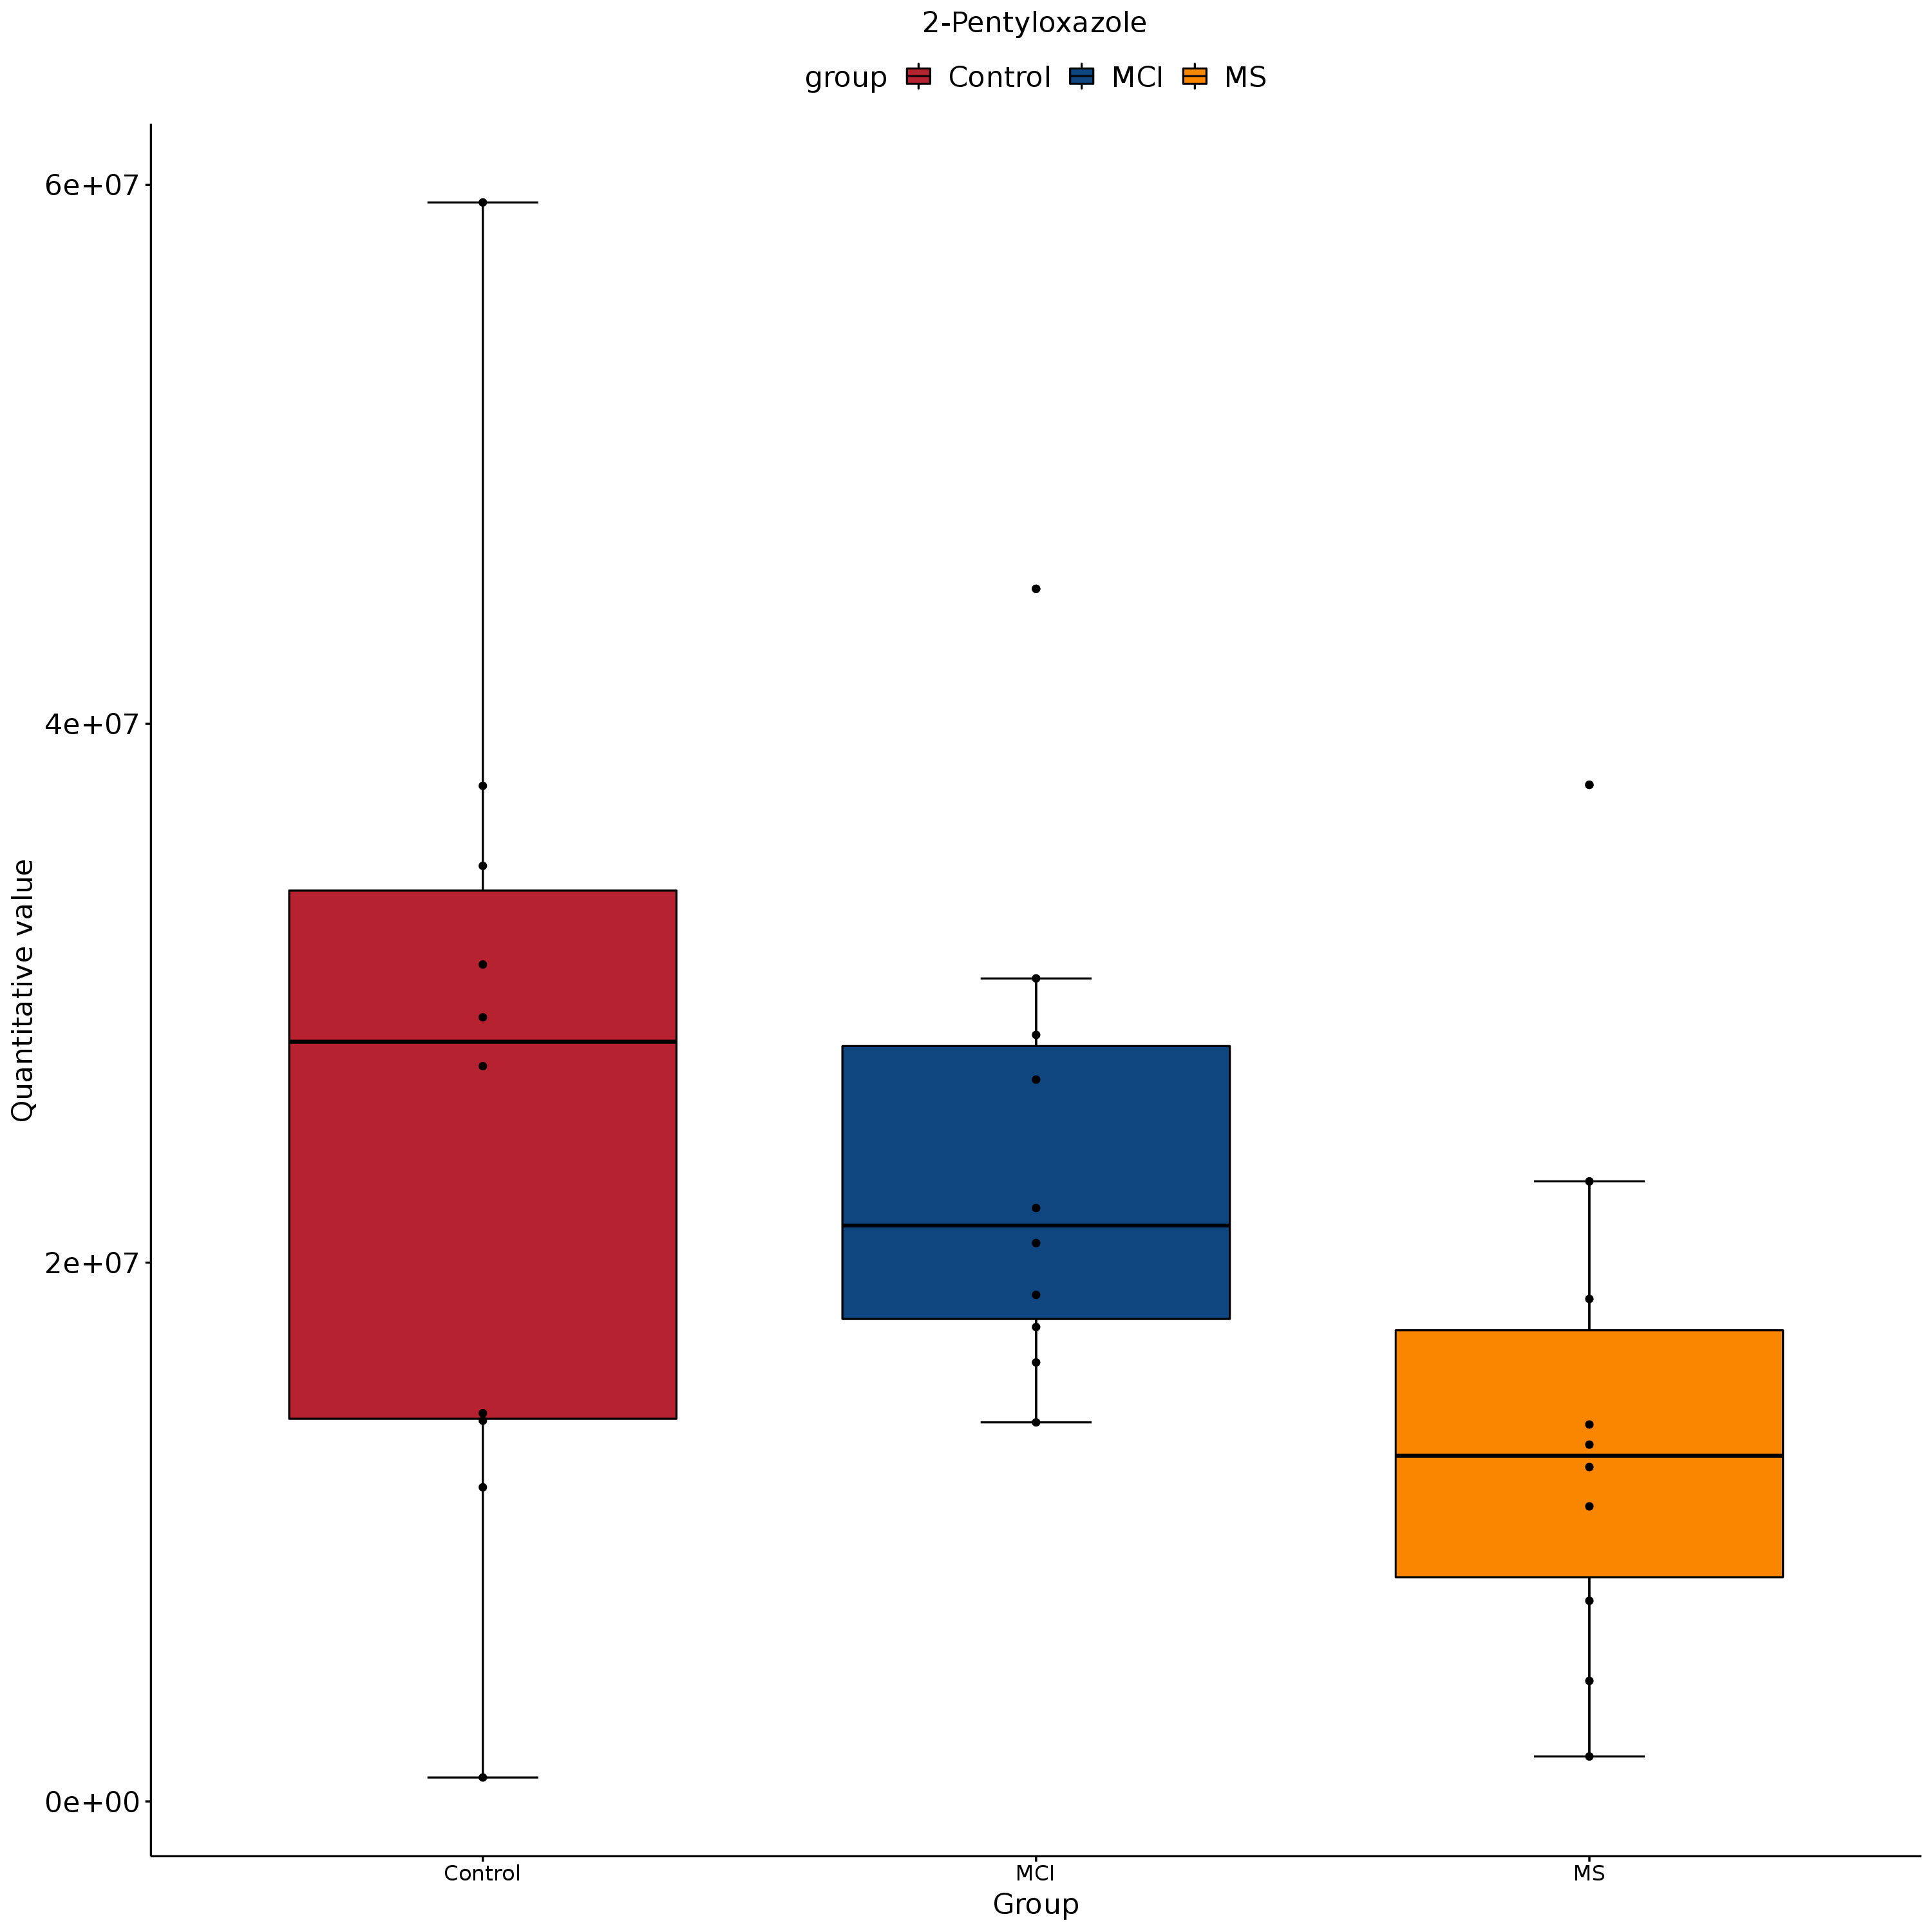 2-Pentyloxazole
group Control MCI MS
6e+07
4e+07
2e+07
0e+00
Quantitative value
Control MCI MS
Group